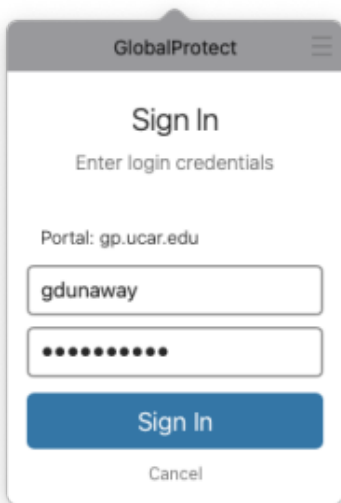 GlobalProtect
Sign In
Enter login credentials
Portal: gp.ucar.edu
gdunaway
••••••••••
Sign In
Cancel